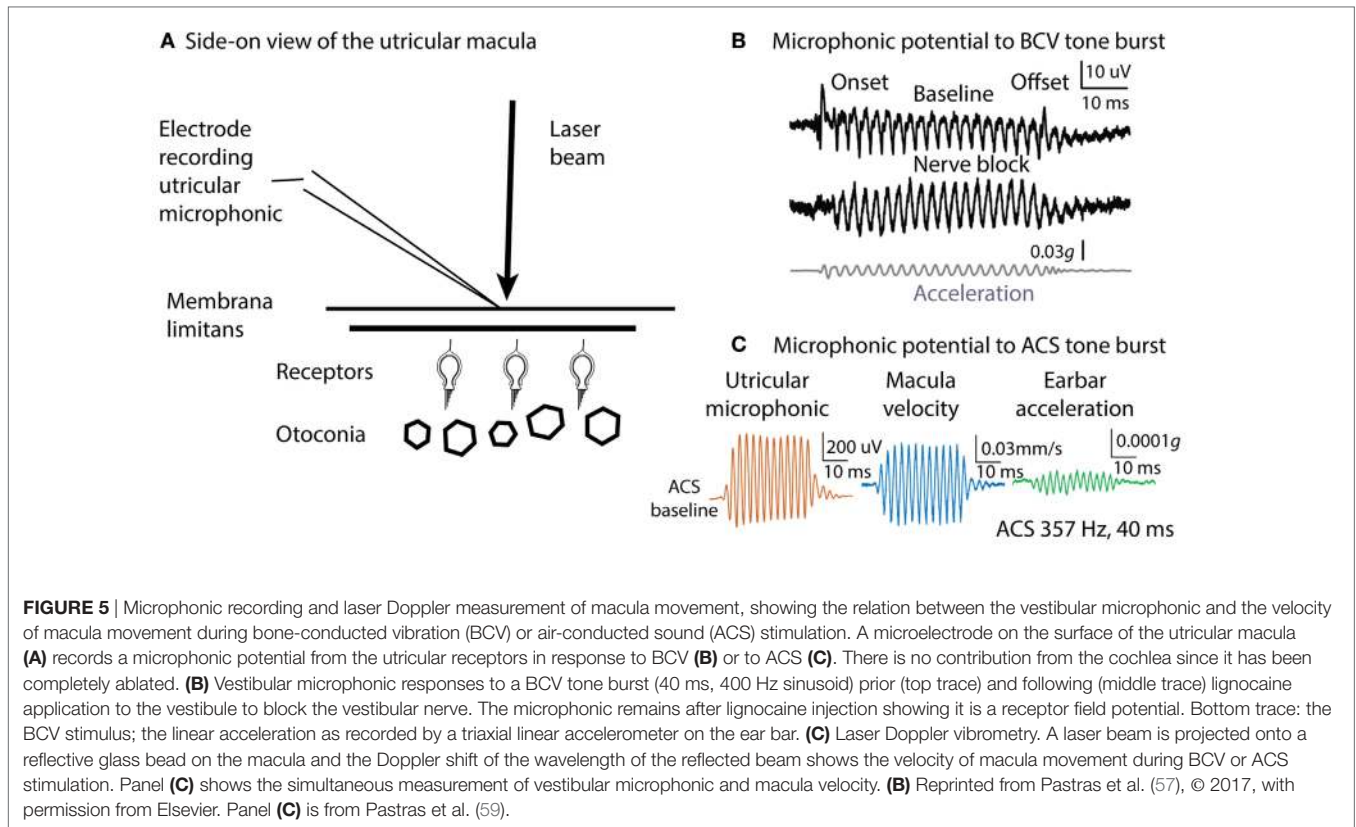 A Side-on view of the utricular macula
Electrode
recording
utricular
microphonic
Laser
beam
Membrana
limitans
Receptors
Otoconia
B Microphonic potential to BCV tone burst
Onset
Baseline
Offset
10 uV
10 ms
Nerve block
0.03g
Acceleration
C Microphonic potential to ACS tone burst
Utricular
microphonic
Macula
velocity
Earbar
acceleration
200 uV
10 ms
0.03mm/s
10 ms
0.0001g
10 ms
ACS
baseline
ACS 357 Hz, 40 ms
FIGURE 5 | Microphonic recording and laser Doppler measurement of macula movement, showing the relation between the vestibular microphonic and the velocity
of macula movement during bone-conducted vibration (BCV) or air-conducted sound (ACS) stimulation. A microelectrode on the surface of the utricular macula
(A) records a microphonic potential from the utricular receptors in response to BCV (B) or to ACS (C). There is no contribution from the cochlea since it has been
completely ablated. (B) Vestibular microphonic responses to a BCV tone burst (40 ms, 400 Hz sinusoid) prior (top trace) and following (middle trace) lignocaine
application to the vestibule to block the vestibular nerve. The microphonic remains after lignocaine injection showing it is a receptor field potential. Bottom trace: the
BCV stimulus; the linear acceleration as recorded by a triaxial linear accelerometer on the ear bar. (C) Laser Doppler vibrometry. A laser beam is projected onto a
reflective glass bead on the macula and the Doppler shift of the wavelength of the reflected beam shows the velocity of macula movement during BCV or ACS
stimulation. Panel (C) shows the simultaneous measurement of vestibular microphonic and macula velocity. (B) Reprinted from Pastras et al. (57), © 2017, with
permission from Elsevier. Panel (C) is from Pastras et al. (59).